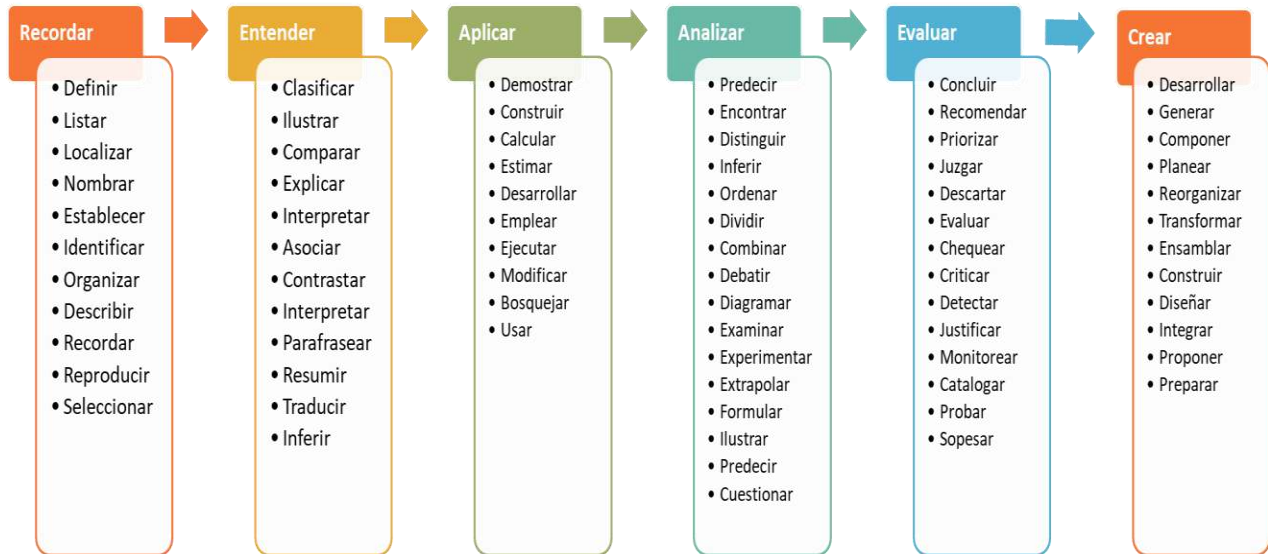 Recordar
• Definir
• Listar
• Localizar
• Nombrar
• Establecer
• Identificar
• Organizar
• Describir
• Recordar
• Reproducir
• Seleccionar
Entender
• Clasificar
• Ilustrar
• Comparar
• Explicar
• Interpretar
• Asociar
• Contrastar
• Interpretar
• Parafrasear
• Resumir
• Traducir
• Inferir
Aplicar
• Demostrar
• Construir
• Calcular
• Estimar
• Desarrollar
• Emplear
• Ejecutar
• Modificar
• Bosquejar
• Usar
Analizar
• Predecir
• Encontrar
• Distinguir
• Inferir
• Ordenar
• Dividir
• Combinar
• Debatir
• Diagramar
• Examinar
• Experimentar
• Extrapolar
• Formular
• Ilustrar
• Predecir
• Cuestionar
Evaluar
• Concluir
• Recomendar
• Priorizar
• Juzgar
• Descartar
• Evaluar
• Chequear
• Criticar
• Detectar
• Justificar
• Monitorear
• Catalogar
• Probar
• Sopesar
Crear
• Desarrollar
• Generar
• Componer
• Planear
• Reorganizar
• Transformar
• Ensamblar
• Construir
• Diseñar
• Integrar
• Proponer
• Preparar